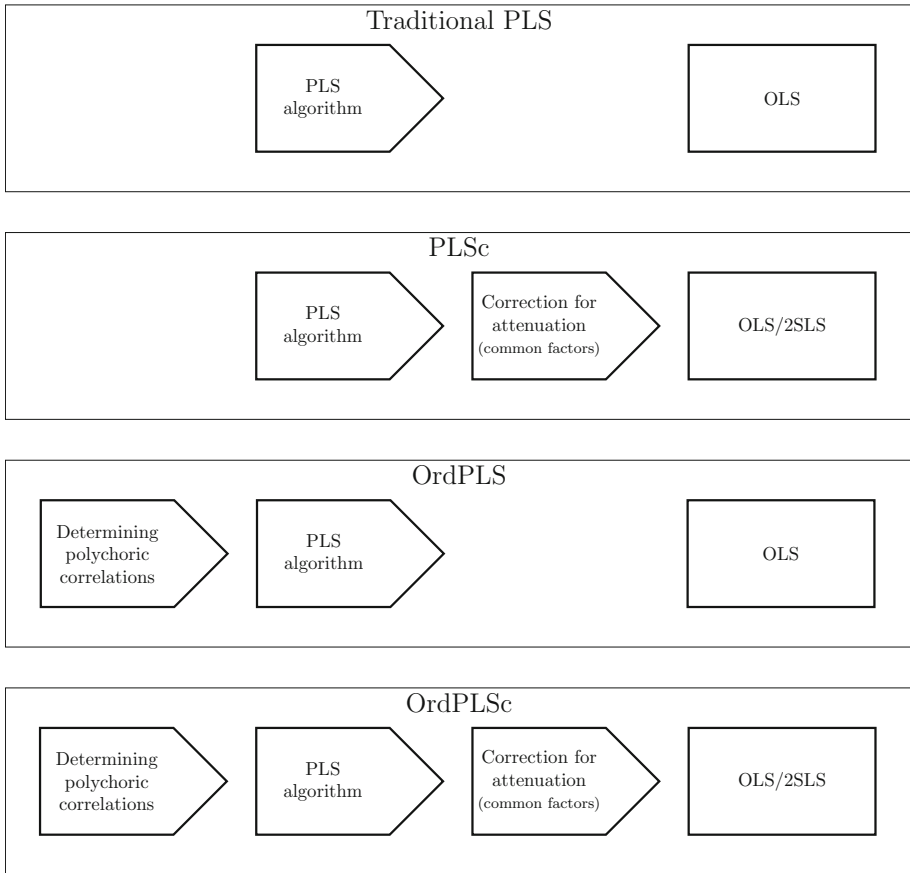 Traditional PLS
PLS
algorithm
OLS
PLSc
PLS
algorithm
Correction for
attenuation
(common factors)
OLS/2SLS
OrdPLS
Determining
polychoric
correlations
PLS
algorithm
OLS
OrdPLSc
Determining
polychoric
correlations
PLS
algorithm
Correction for
attenuation
(common factors)
OLS/2SLS